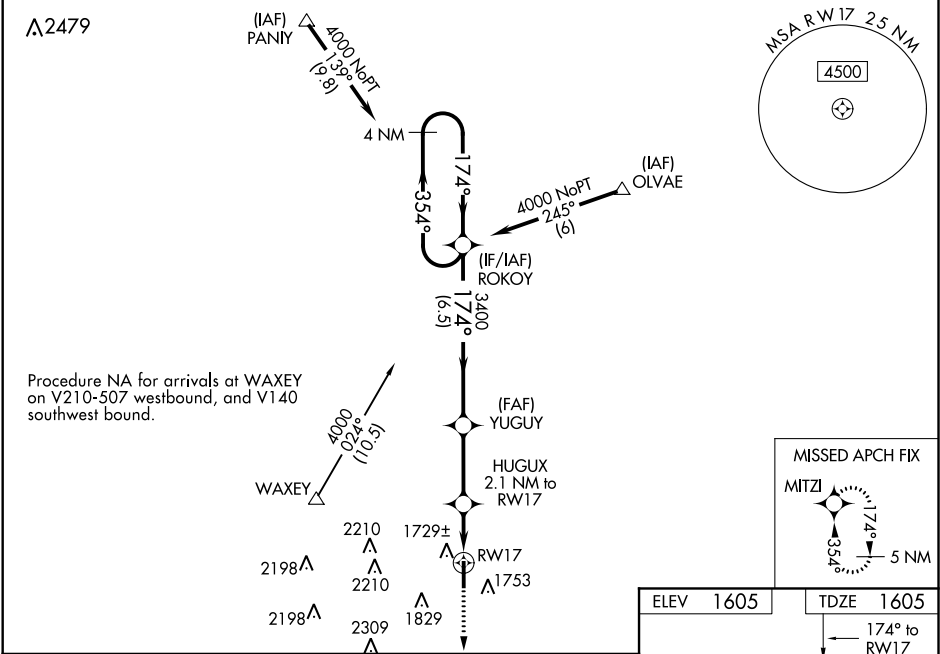 2479
(IAF)
PANIY
4000 NoPT
139°
(9.8)
MSA RW17 25 NM
4500
4 NM
174°
354°
(IAF)
OLVAE
4000 NoPT
245°
(6)
(IF/IAF)
ROKOY
3400
174°
(6.5)
Procedure NA for arrivals at WAXEY
on V210-507 westbound, and V140
southwest bound.
4000
024°
(10.5)
WAXEY
(FAF)
YUGUY
HUGUX
2.1 NM to
RW17
MISSED APCH FIX
MITZI
174°
354°
5 NM
2210
1729±
RW17
2198
2210
1753
2198
1829
2309
ELEV 1605
TDZE 1605
174° to
RW17